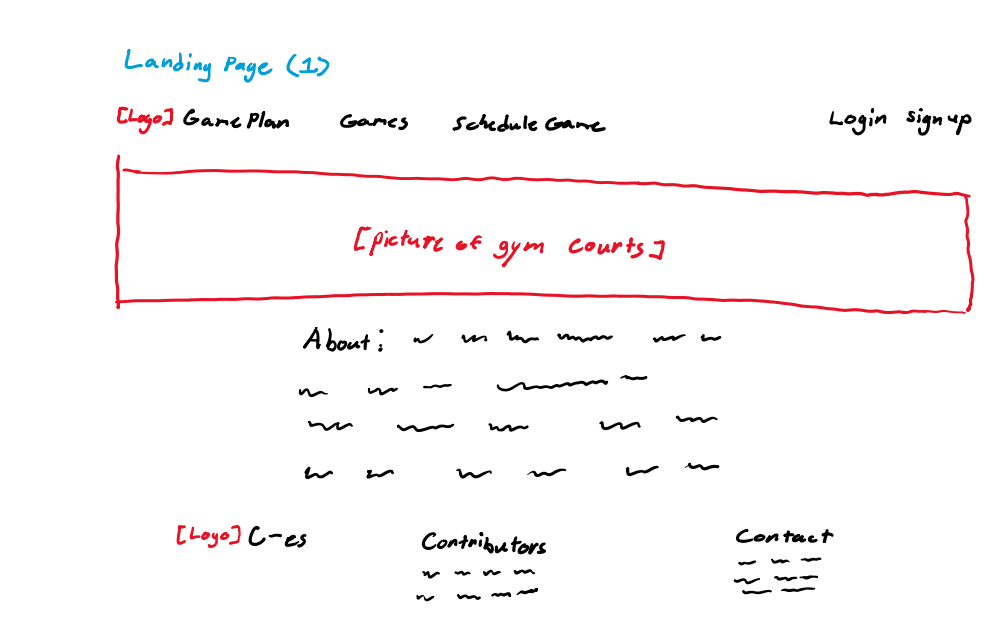 Landing Page (1)
[Logo] Game Plan Games Schedule Game Login sign up
[picture of gym courts]
About:
[Logo] C-es
Contributors
Contact